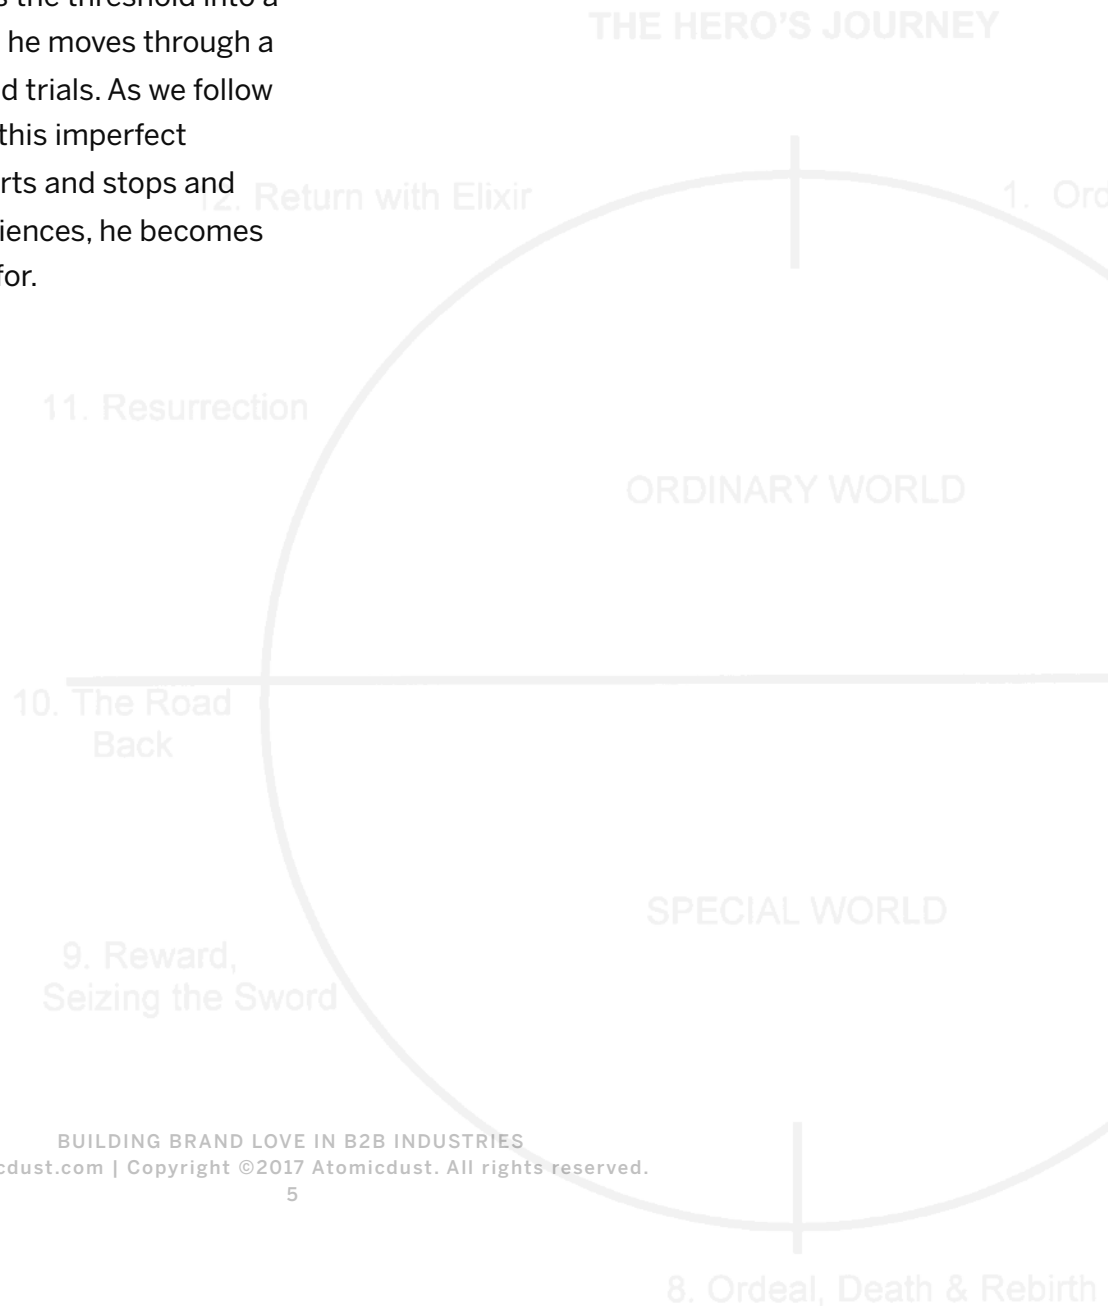 the threshold into a
he moves through a
d trials. As we follow
this imperfect
rts and stops and
iences, he becomes
for.
THE HERO'S JOURNEY
12. Return with Elixir
1. Ord
11. Resurrection
ORDINARY WORLD
10. The Road
Back
SPECIAL WORLD
9. Reward,
Seizing the Sword
BUILDING BRAND LOVE IN B2B INDUSTRIES
cdust.com | Copyright ©2017 Atomicdust. All rights reserved.
5
8. Ordeal, Death & Rebirth